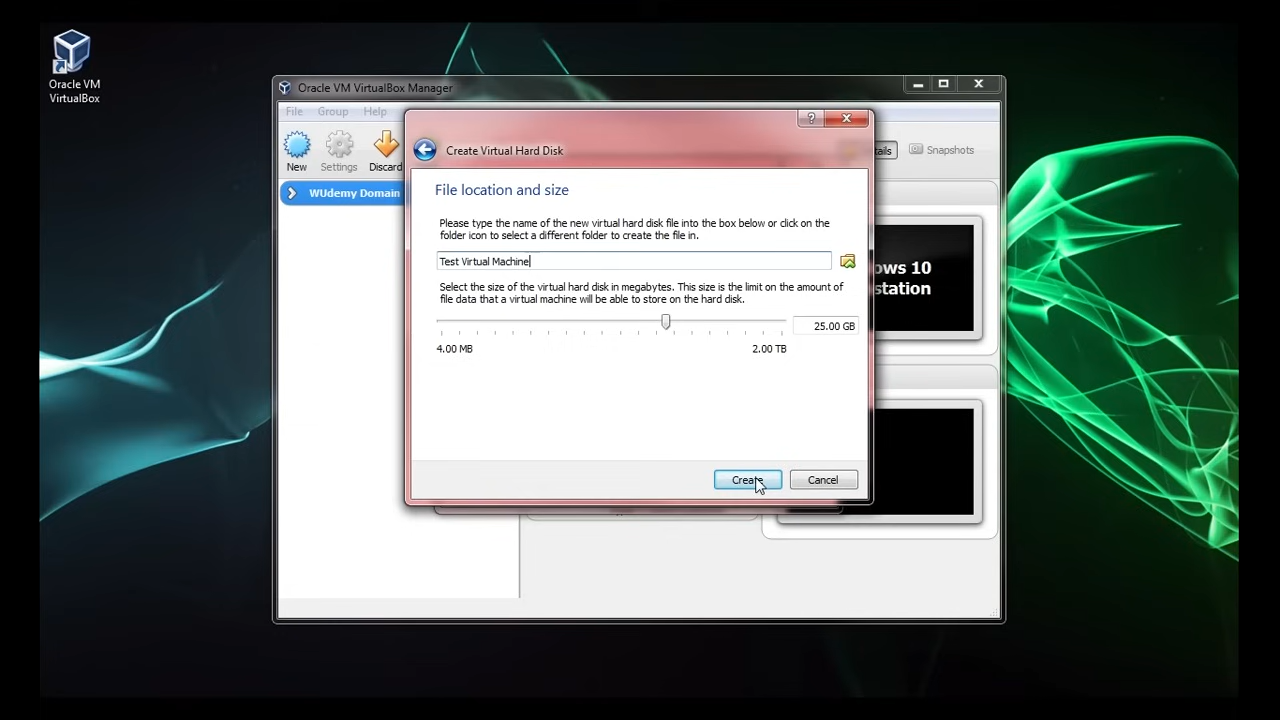 Oracle VM
VirtualBox
Oracle VM VirtualBox Manager
File Group Help
New Settings Discard
Snapshots
WUdemy Domain
ows 10
station
?
Create Virtual Hard Disk
File location and size
Please type the name of the new virtual hard disk file into the box below or click on the
folder icon to select a different folder to create the file in.
Test Virtual Machine
Select the size of the virtual hard disk in megabytes. This size is the limit on the amount of
file data that a virtual machine will be able to store on the hard disk.
25.00 GB
4.00 MB 2.00 TB
Create Cancel